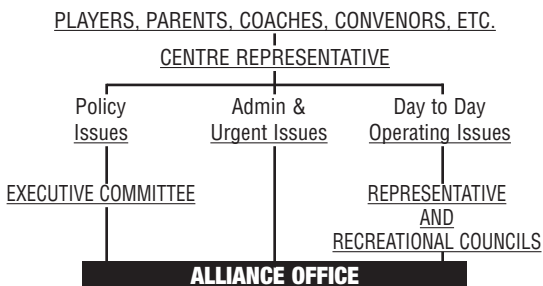 PLAYERS, PARENTS, COACHES, CONVENORS, ETC.
CENTRE REPRESENTATIVE
Policy
Issues
Admin &
Urgent Issues
Day to Day
Operating Issues
EXECUTIVE COMMITTEE
REPRESENTATIVE
AND
RECREATIONAL COUNCILS
ALLIANCE OFFICE